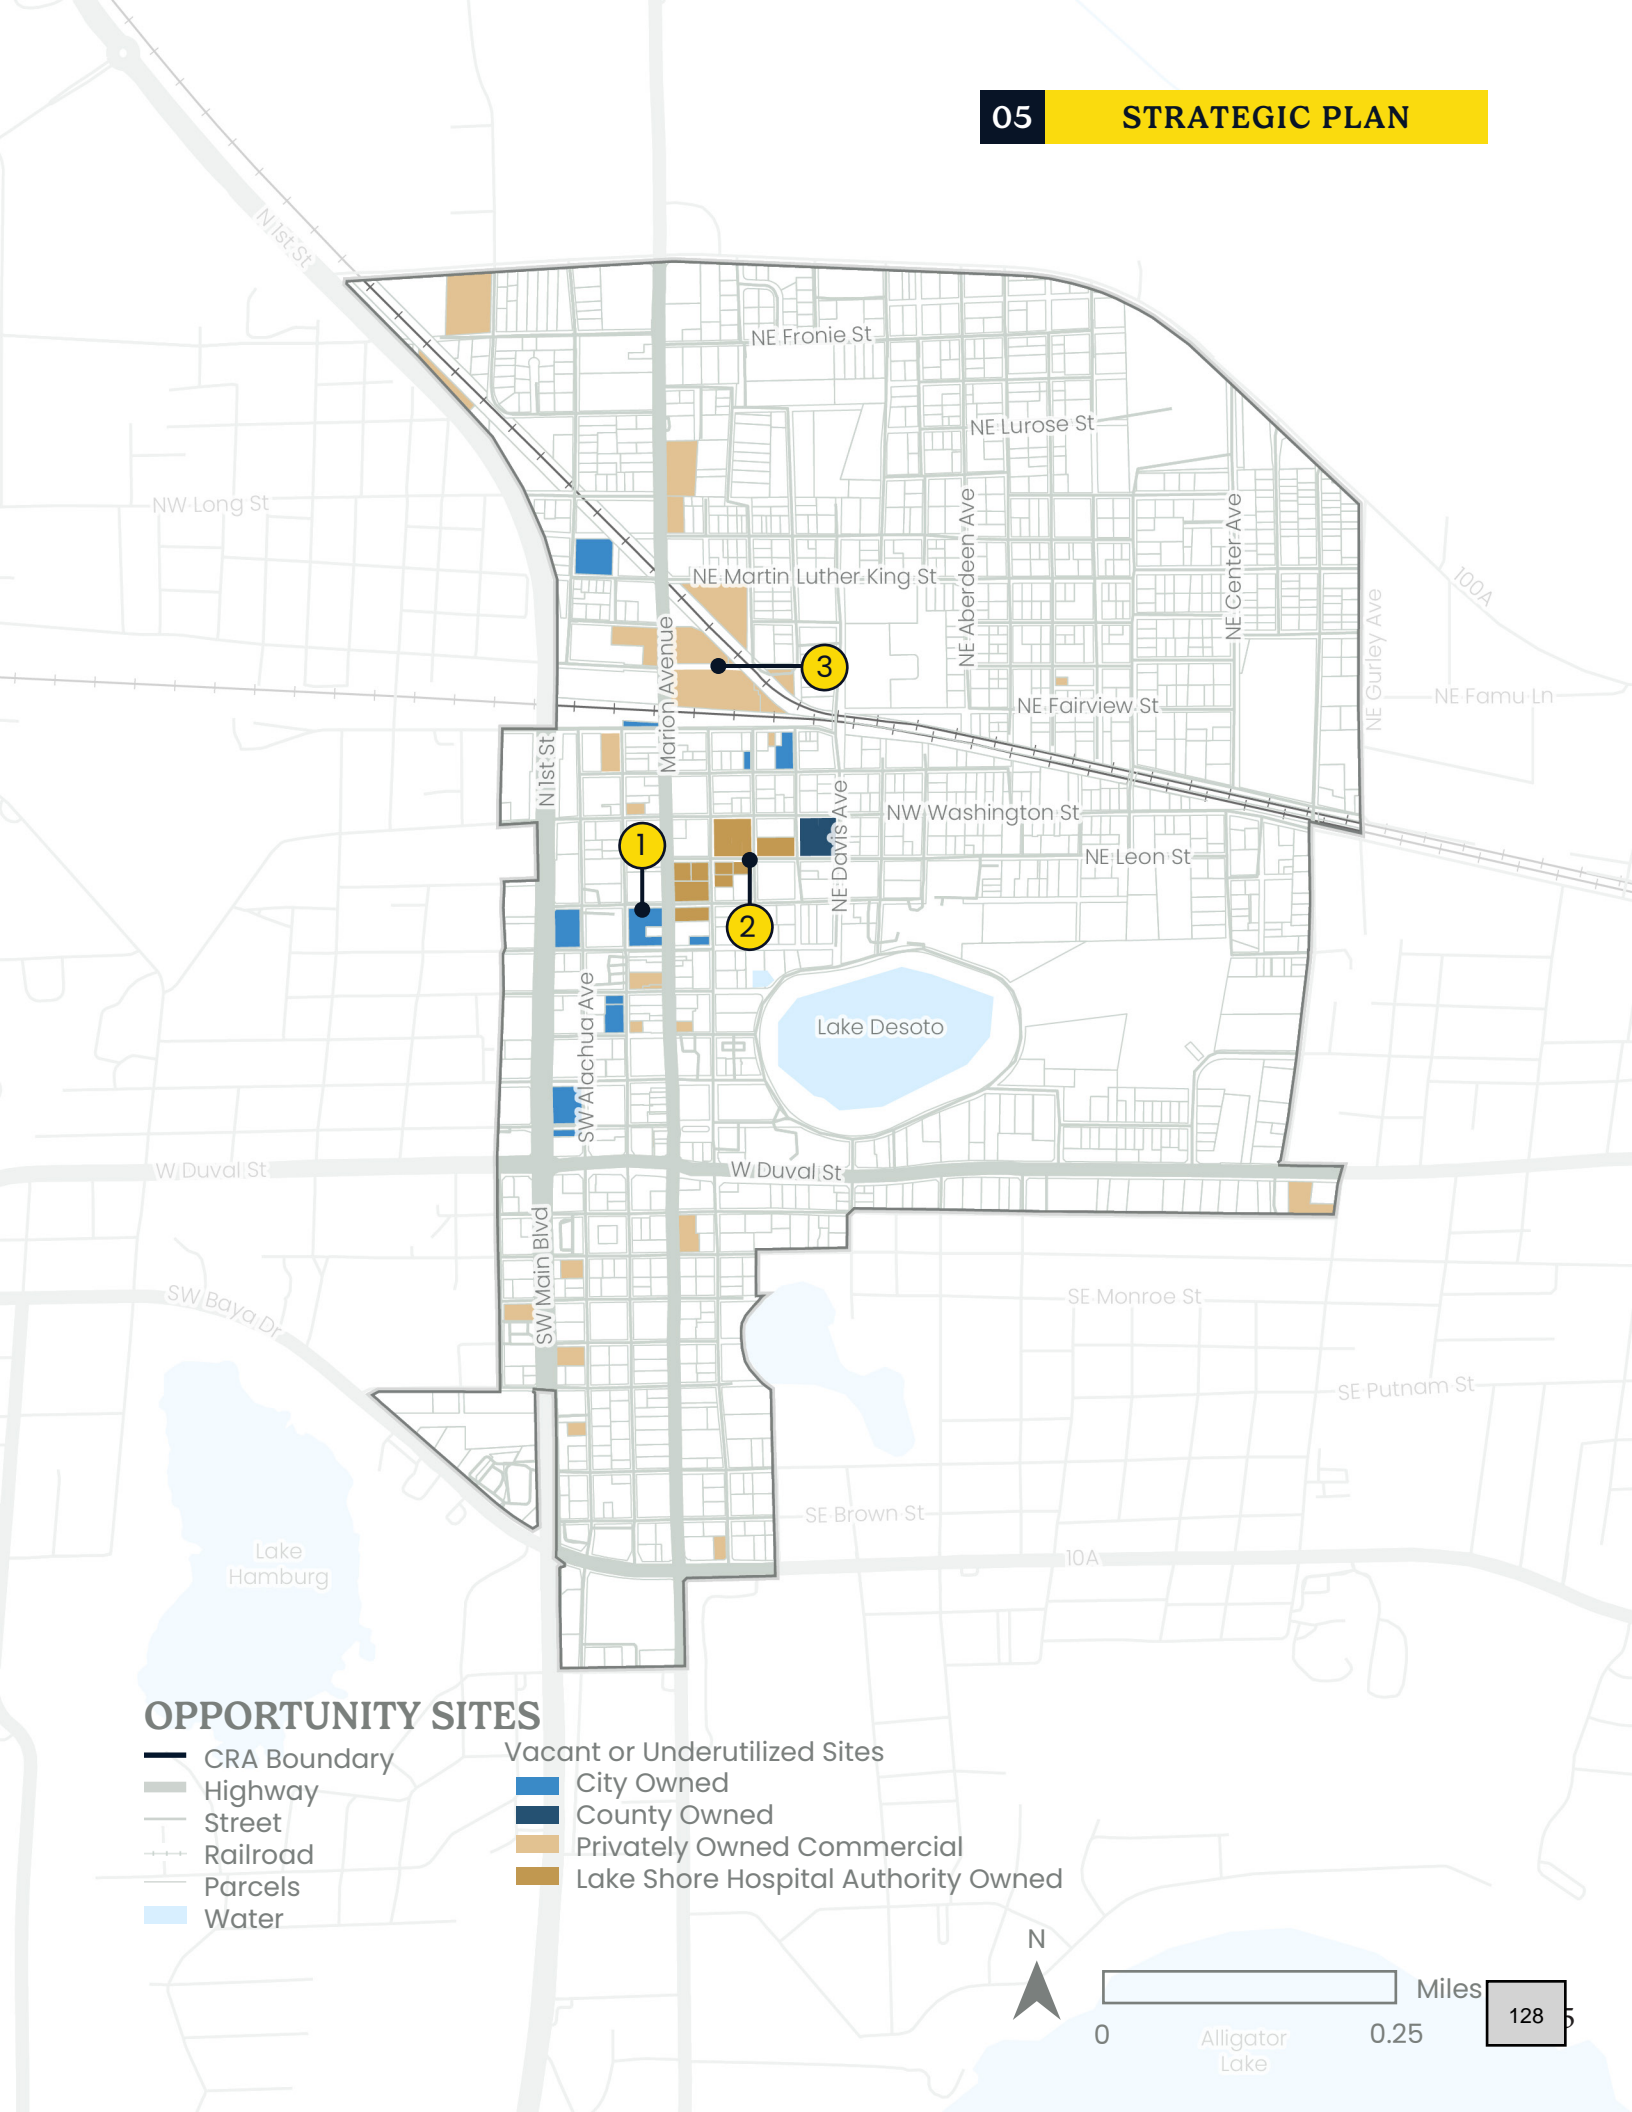 05 STRATEGIC PLAN
N 1st St
NE Fronie St
NE Lurose St
NW Long St
NE Aberdeen Ave
NE Center Ave
100A
NE Martin Luther King St
NE Gurley Ave
Marion Avenue
3
NE Famu Ln
NE Fairview St
N 1st St
NE Davis Ave
NW Washington St
1
NE Leon St
2
SW Alachua Ave
Lake Desoto
W Duval St
W Duval St
SW Main Blvd
SW Baya Dr
SE Monroe St
SE Putnam St
SE Brown St
10A
Lake
Hamburg
OPPORTUNITY SITES
CRA Boundary
Highway
Street
Railroad
Parcels
Water
Vacant or Underutilized Sites
City Owned
County Owned
Privately Owned Commercial
Lake Shore Hospital Authority Owned
N
Miles
0
0.25
Alligator
Lake
128